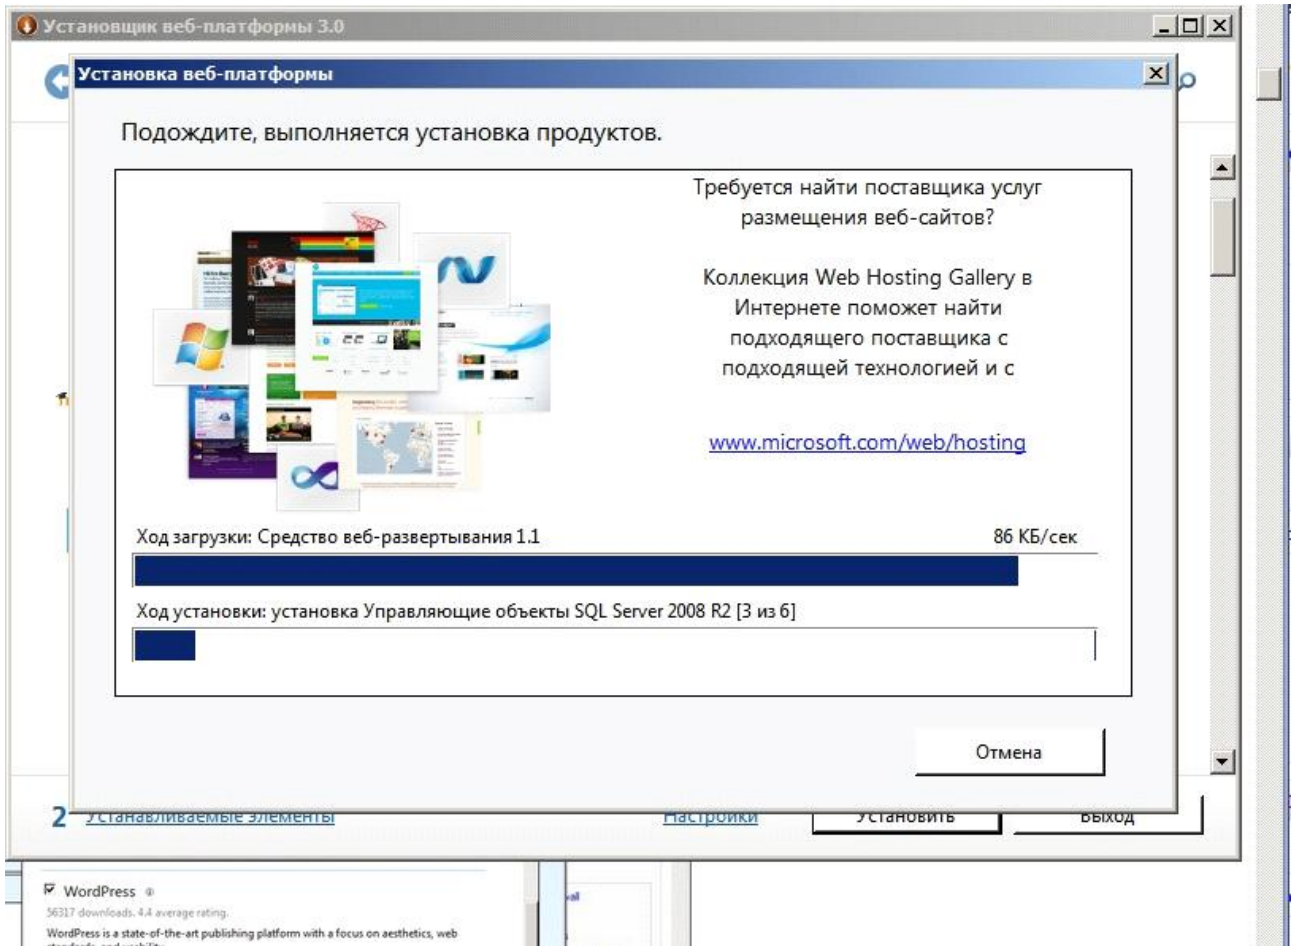 Установщик веб-платформы 3.0
Установка веб-платформы
Подождите, выполняется установка продуктов.
Требуется найти поставщика услуг
размещения веб-сайтов?
Коллекция Web Hosting Gallery в
Интернете поможет найти
подходящего поставщика с
подходящей технологией и с
www.microsoft.com/web/hosting
Ход загрузки: Средство веб-развертывания 1.1 86 КБ/сек
Ход установки: установка Управляющие объекты SQL Server 2008 R2 [3 из 6]
Отмена
2 Устанавливаемые элементы Настройки Установить Выход
WordPress
56317 downloads. 4.4 average rating.
WordPress is a state-of-the-art publishing platform with a focus on aesthetics, web
standards, and usability.